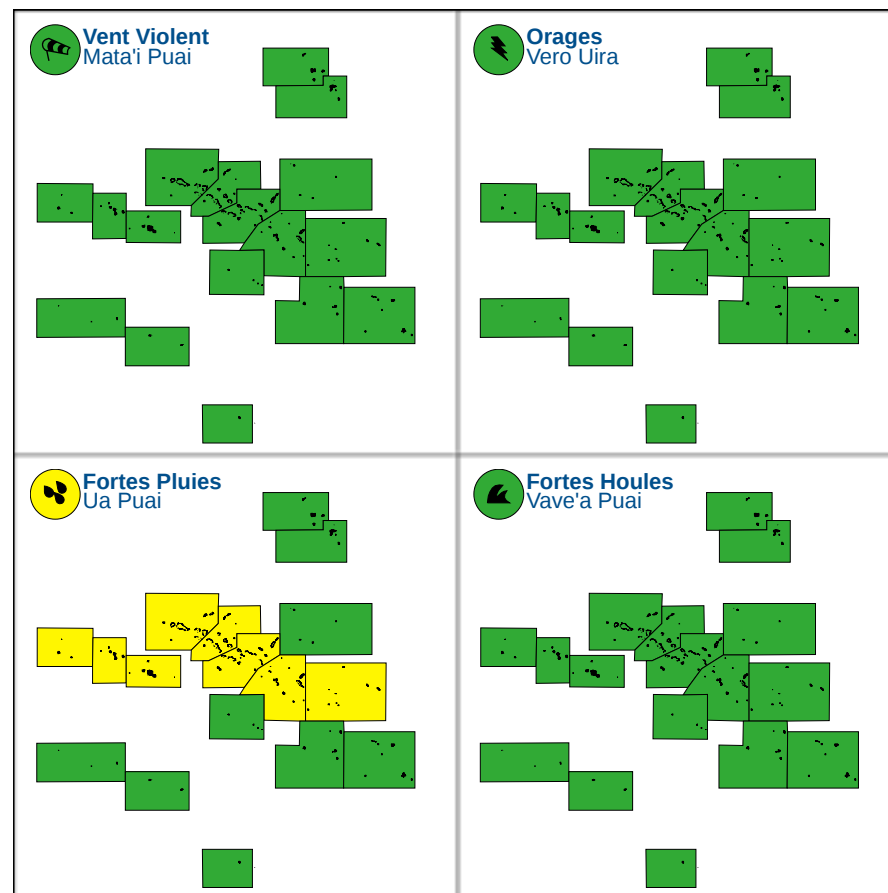 Vent Violent
Mata'i Puai
Orages
Vero Uira
Fortes Pluies
Ua Puai
Fortes Houles
Vave'a Puai